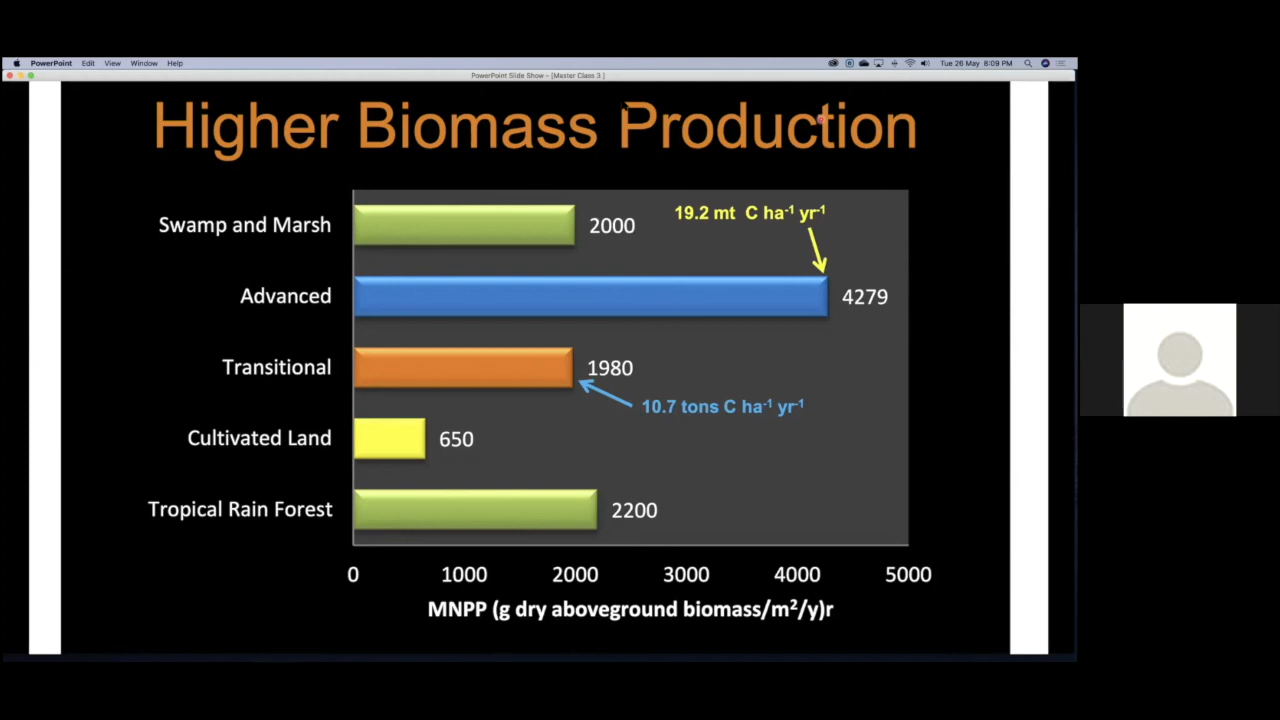 PowerPoint Edit View Window Help Tue 26 May 8:09 PM
PowerPoint Slide Show - [Master Class 3 ]
Higher Biomass Production
Swamp and Marsh 2000 19.2 mt C ha⁻¹ yr⁻¹
Advanced 4279
Transitional 1980
10.7 tons C ha⁻¹ yr⁻¹
Cultivated Land 650
Tropical Rain Forest 2200
0 1000 2000 3000 4000 5000
MNPP (g dry aboveground biomass/m²/y)r